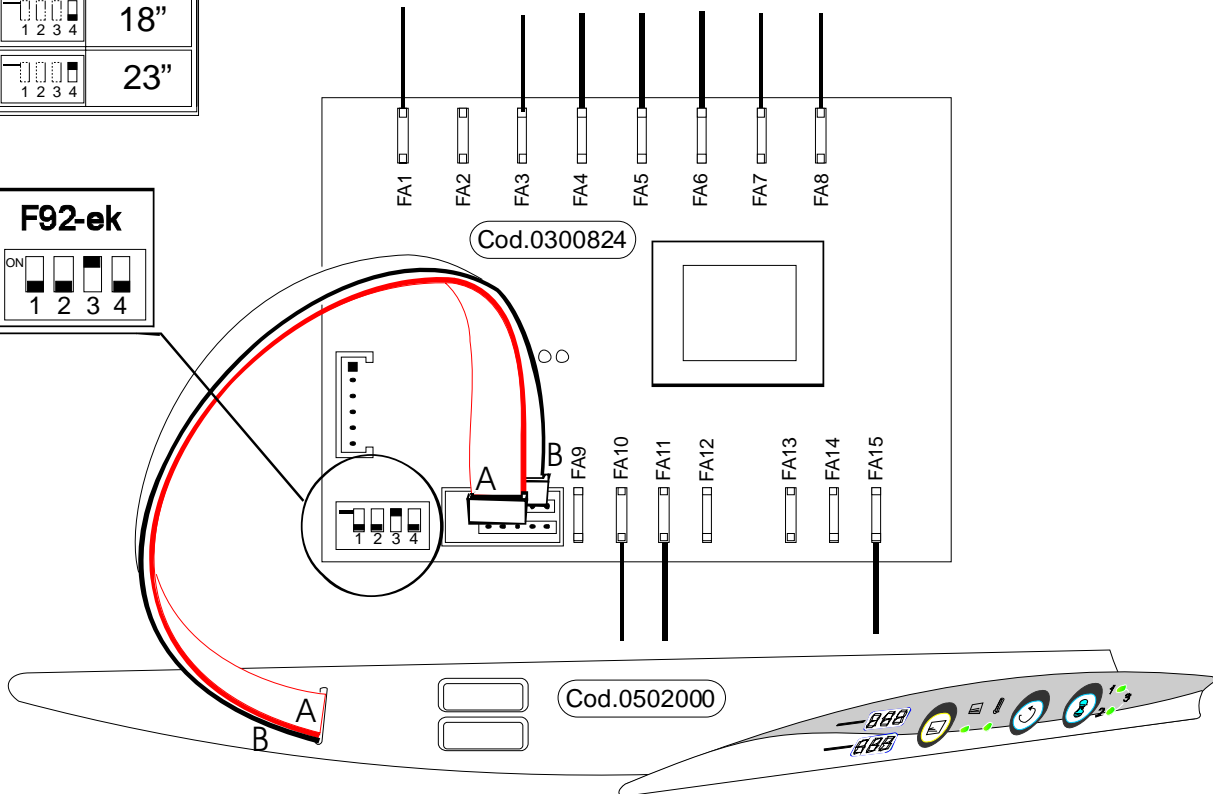 1 2 3 4 18”
1 2 3 4 23”
FA1 FA2 FA3 FA4 FA5 FA6 FA7 FA8
F92-ek
ON
1 2 3 4
Cod.0300824
A B FA9 FA10 FA11 FA12 FA13 FA14 FA15
1 2 3 4
A
B
Cod.0502000
888
888
1
2
3